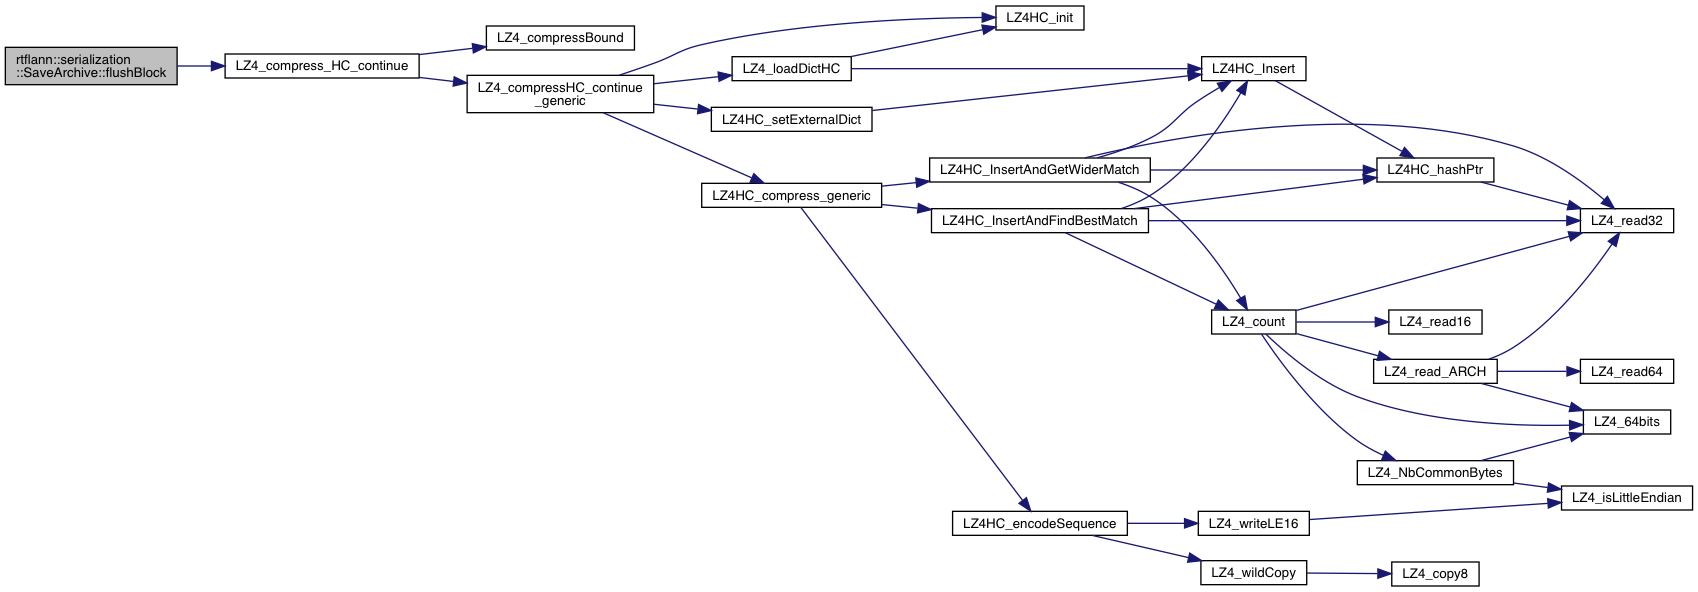 rtflann::serialization
::SaveArchive::flushBlock
LZ4_compress_HC_continue
LZ4_compressBound
LZ4_compressHC_continue
_generic
LZ4HC_init
LZ4_loadDictHC
LZ4HC_setExternalDict
LZ4HC_compress_generic
LZ4HC_Insert
LZ4HC_InsertAndGetWiderMatch
LZ4HC_InsertAndFindBestMatch
LZ4HC_hashPtr
LZ4_read32
LZ4_count
LZ4_read16
LZ4_read_ARCH
LZ4_read64
LZ4_64bits
LZ4_NbCommonBytes
LZ4_isLittleEndian
LZ4HC_encodeSequence
LZ4_writeLE16
LZ4_wildCopy
LZ4_copy8